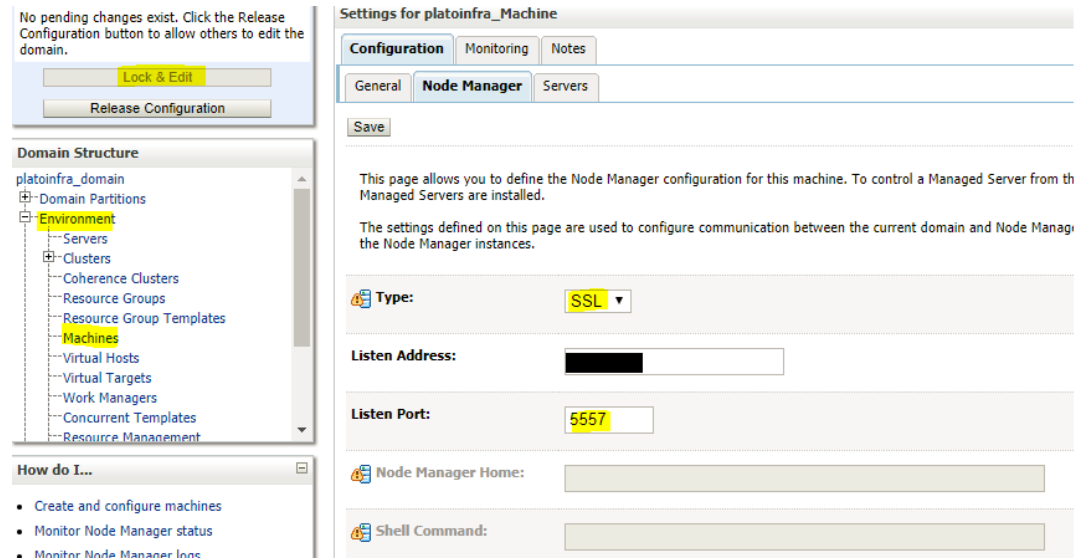 No pending changes exist. Click the Release
Configuration button to allow others to edit the
domain.
Lock & Edit
Release Configuration
Domain Structure
platoinfra_domain
Domain Partitions
Environment
Servers
Clusters
Coherence Clusters
Resource Groups
Resource Group Templates
Machines
Virtual Hosts
Virtual Targets
Work Managers
Concurrent Templates
Resource Management
How do I...
Create and configure machines
Monitor Node Manager status
Monitor Node Manager logs
Settings for platoinfra_Machine
Configuration Monitoring Notes
General Node Manager Servers
Save
This page allows you to define the Node Manager configuration for this machine. To control a Managed Server from th
Managed Servers are installed.
The settings defined on this page are used to configure communication between the current domain and Node Manag
the Node Manager instances.
Type: SSL
Listen Address:
Listen Port: 5557
Node Manager Home:
Shell Command: